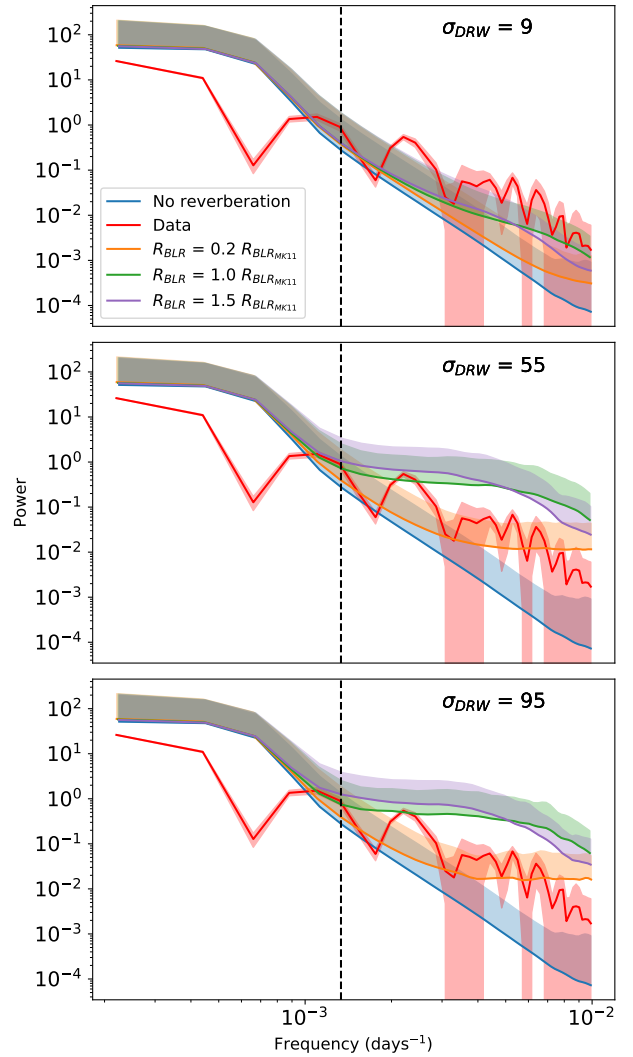 σDRW = 9
10²
10¹
10⁰
10⁻¹
10⁻²
10⁻³
10⁻⁴
No reverberation
Data
R_BLR = 0.2 R_BLR_MK11
R_BLR = 1.0 R_BLR_MK11
R_BLR = 1.5 R_BLR_MK11
σDRW = 55
10²
10¹
10⁰
10⁻¹
10⁻²
10⁻³
10⁻⁴
Power
σDRW = 95
10²
10¹
10⁰
10⁻¹
10⁻²
10⁻³
10⁻⁴
10⁻³ 10⁻²
Frequency (days⁻¹)